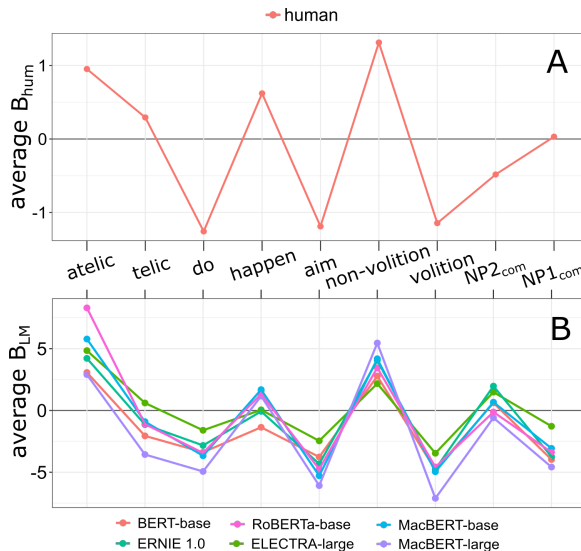 human
A
average B_hum
1
0
-1
atelic telic do happen aim non-volition volition NP2_com NP1_com
B
average B_LM
5
0
-5
BERT-base RoBERTa-base MacBERT-base
ERNIE 1.0 ELECTRA-large MacBERT-large